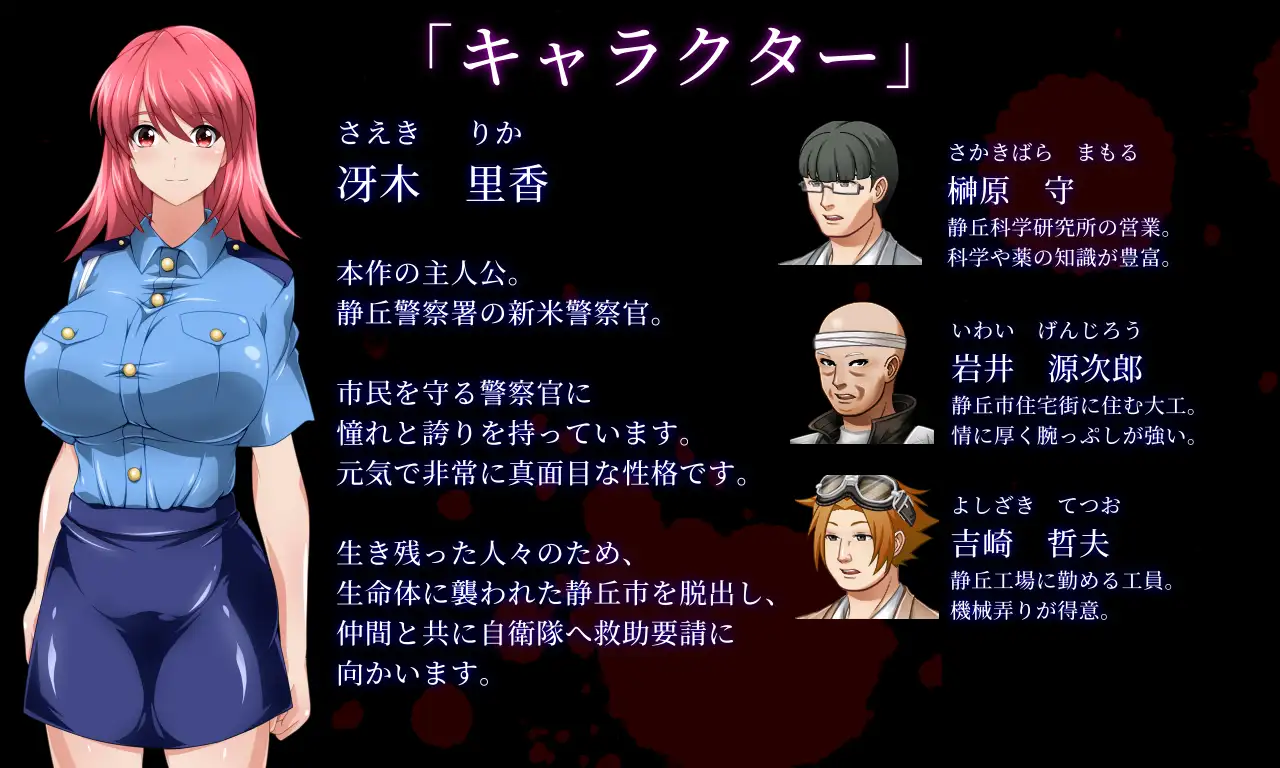 「キャラクター」
さえき　りか
冴木　里香
本作の主人公。
静丘警察署の新米警察官。
市民を守る警察官に
憧れと誇りを持っています。
元気で非常に真面目な性格です。
生き残った人々のため、
生命体に襲われた静丘市を脱出し、
仲間と共に自衛隊へ救助要請に
向かいます。
さかきばら　まもる
榊原　守
静丘科学研究所の営業。
科学や薬の知識が豊富。
いわい　げんじろう
岩井　源次郎
静丘市住宅街に住む大工。
情に厚く腕っぷしが強い。
よしざき　てつお
吉崎　哲夫
静丘工場に勤める工員。
機械弄りが得意。